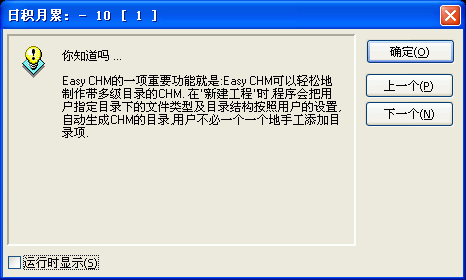 日积月累: - 10 [ 1 ]
你知道吗 ...
确定(O)
Easy CHM的一项重要功能就是:Easy CHM可以轻松地
制作带多级目录的CHM. 在"新建工程"时,程序会把用
户指定目录下的文件类型及目录结构按照用户的设置,
自动生成CHM的目录,用户不必一个一个地手工添加目
录项.
上一个(P)
下一个(N)
运行时显示(S)